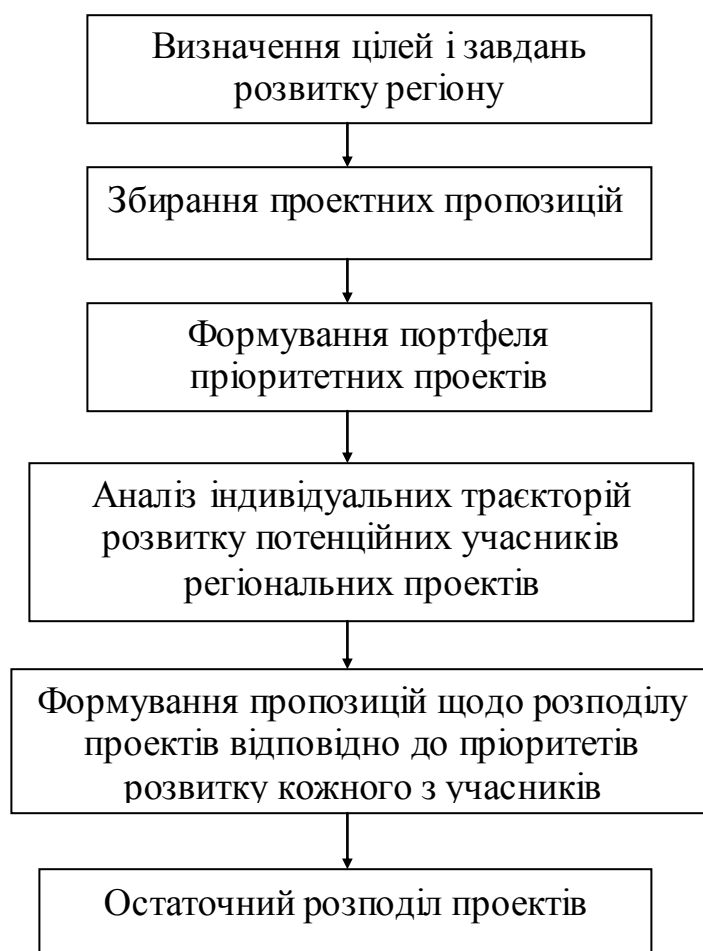 Визначення цілей і завдань
розвитку регіону
Збирання проектних пропозицій
Формування портфеля
пріоритетних проектів
Аналіз індивідуальних траєкторій
розвитку потенційних учасників
регіональних проектів
Формування пропозицій щодо розподілу
проектів відповідно до пріоритетів
розвитку кожного з учасників
Остаточний розподіл проектів